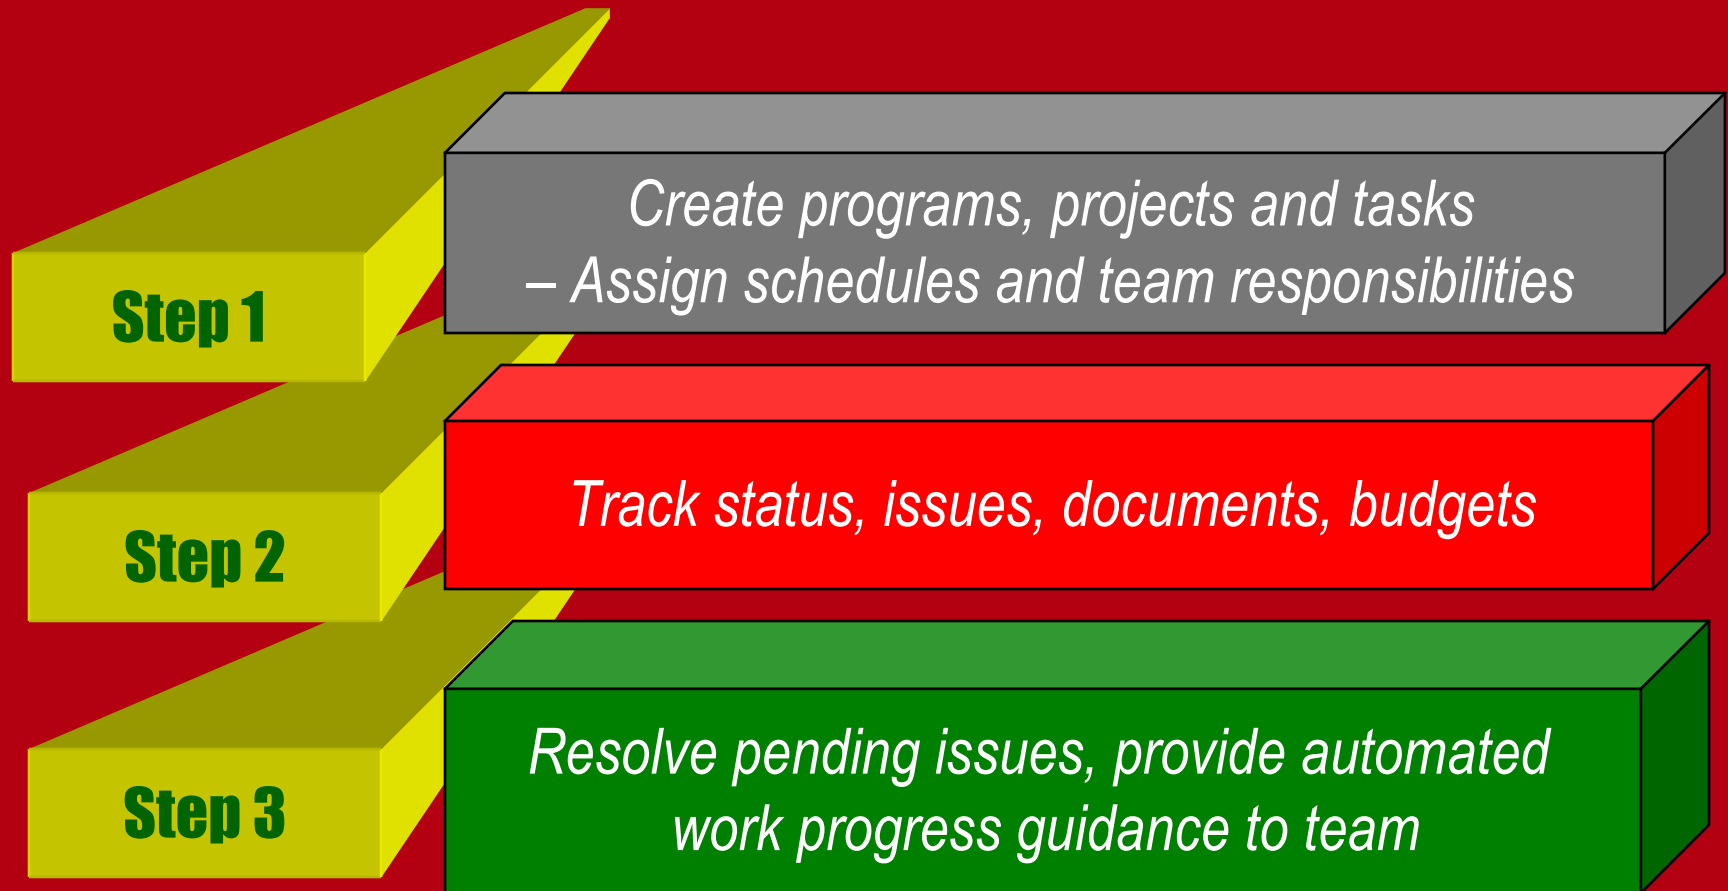 Step 1
Create programs, projects and tasks
– Assign schedules and team responsibilities
Step 2
Track status, issues, documents, budgets
Step 3
Resolve pending issues, provide automated
work progress guidance to team